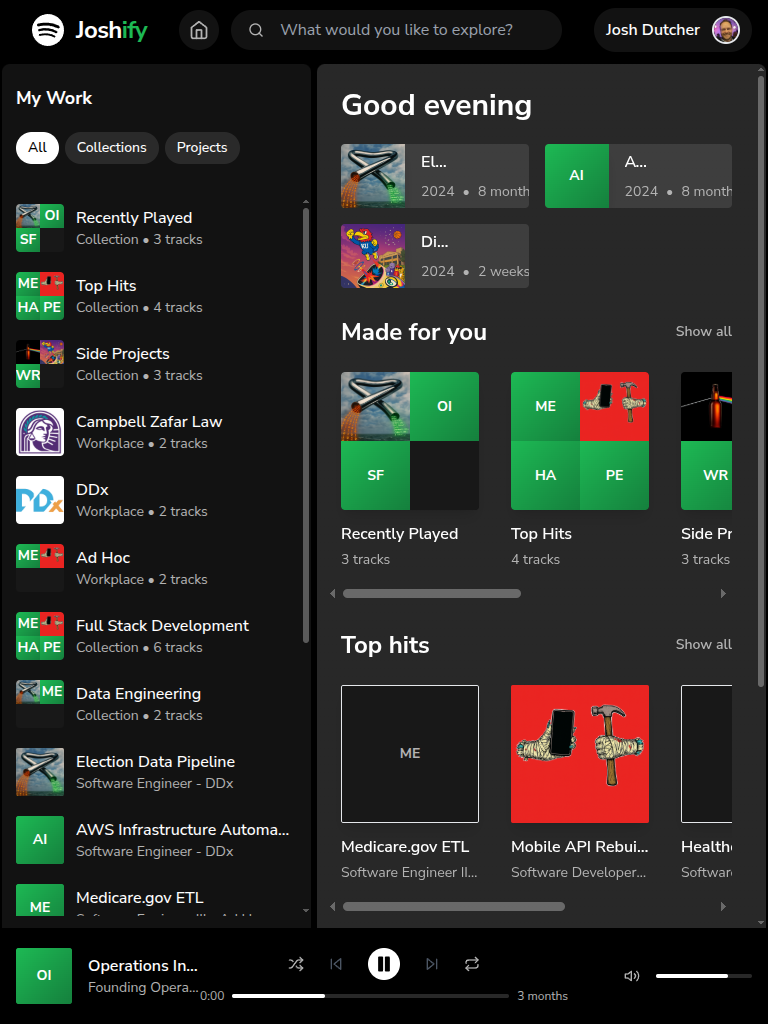 Joshify
What would you like to explore?
Josh Dutcher
My Work
All
Collections
Projects
OI
SF
Recently Played
Collection • 3 tracks
ME
HA PE
Top Hits
Collection • 4 tracks
WR
Side Projects
Collection • 3 tracks
Campbell Zafar Law
Workplace • 2 tracks
DDx
DDx
Workplace • 2 tracks
ME
Ad Hoc
Workplace • 2 tracks
ME
HA PE
Full Stack Development
Collection • 6 tracks
ME
Data Engineering
Collection • 2 tracks
Election Data Pipeline
Software Engineer - DDx
AI
AWS Infrastructure Automa...
Software Engineer - DDx
ME
Medicare.gov ETL
Good evening
El...
2024 • 8 month
AI
A...
2024 • 8 month
KU
Di...
2024 • 2 weeks
Made for you
Show all
OI
SF
Recently Played
3 tracks
ME
HA PE
Top Hits
4 tracks
WR
Side Pr
3 tracks
Top hits
Show all
ME
Medicare.gov ETL
Software Engineer II...
Mobile API Rebui...
Software Developer...
Health
Softwar
OI
Operations In...
Founding Opera...
0:00
3 months